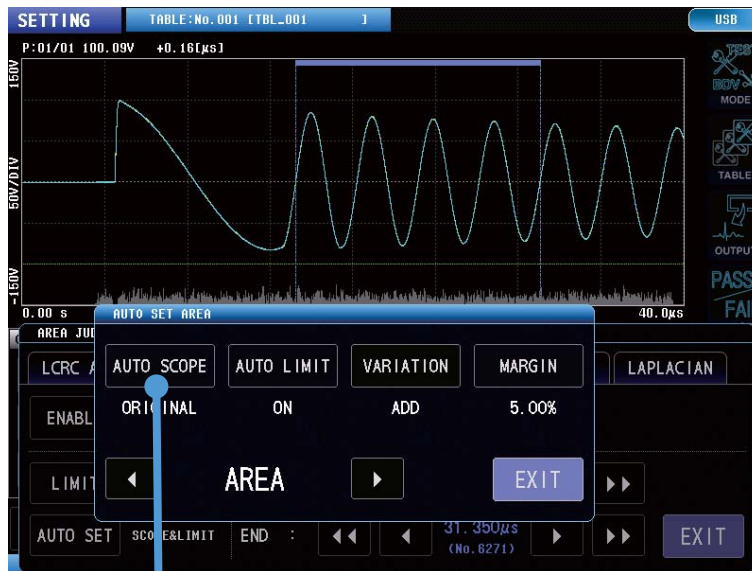 SETTING
TABLE:No.001 [TBL_001 ]
USB
P:01/01 100.09V +0.16[μs]
150V
50V/DIV
-150V
0.00 s
40.0μs
TEST
BDV
MODE
TABLE
OUTPUT
PASS
FAI
AUTO SET AREA
AREA JUD
LCRC A
AUTO SCOPE
AUTO LIMIT
VARIATION
MARGIN
LAPLACIAN
ENABL
ORIGINAL
ON
ADD
5.00%
LIMIT
AREA
EXIT
AUTO SET
SCOPE&LIMIT
END :
31.350μs
(No.6271)
EXIT